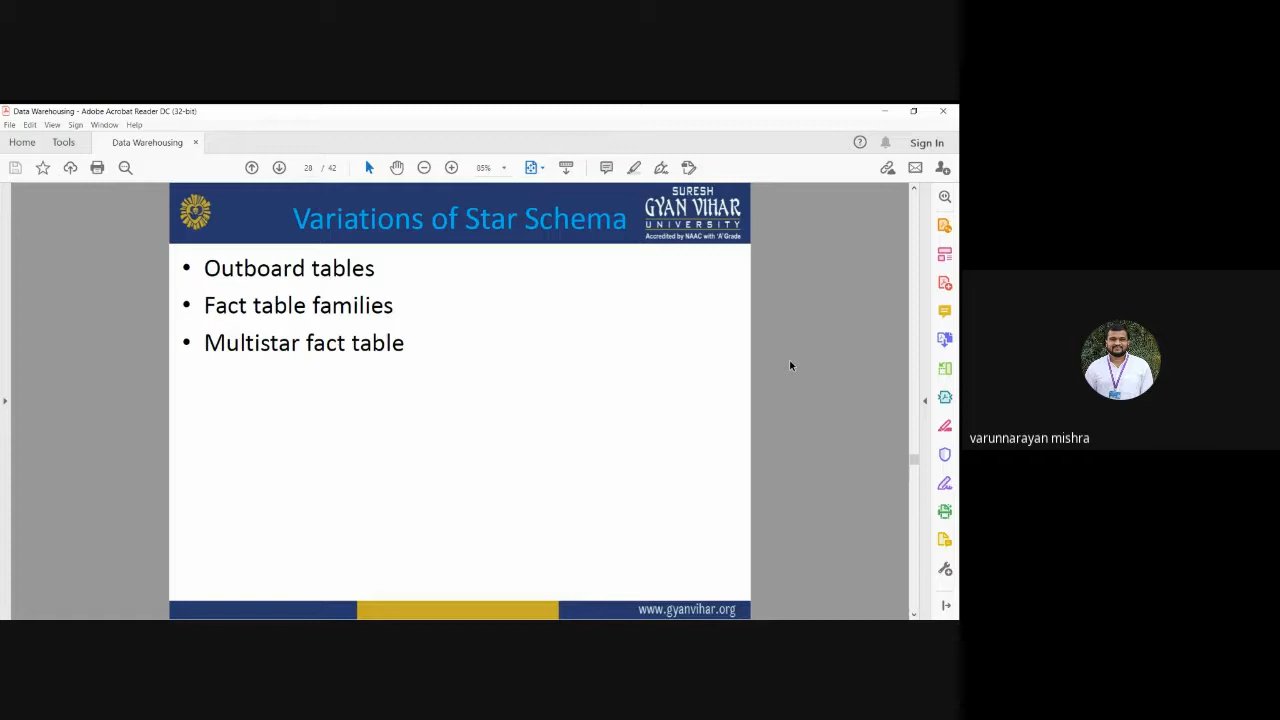 Data Warehousing - Adobe Acrobat Reader DC (32-bit)
File Edit View Sign Window Help
Home Tools Data Warehousing × Sign In
28 / 42 85%
Variations of Star Schema
SURESH
GYAN VIHAR
UNIVERSITY
Accredited by NAAC with 'A' Grade
• Outboard tables
• Fact table families
• Multistar fact table
www.gyanvihar.org
varunnarayan mishra